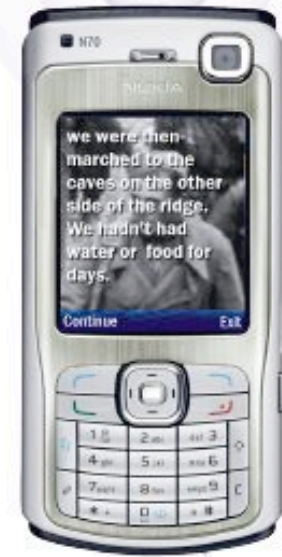 N70
NOKIA
we were then
marched to the
caves on the other
side of the ridge.
We hadn't had
water or food for
days.
Continue Exit
1
2 abc
def 3
4 ghi
5 jkl
mno 6
7 pqrs
8 tuv
wxyz 9
C
* +
0
#